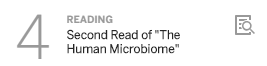 4
READING
Second Read of "The
Human Microbiome"